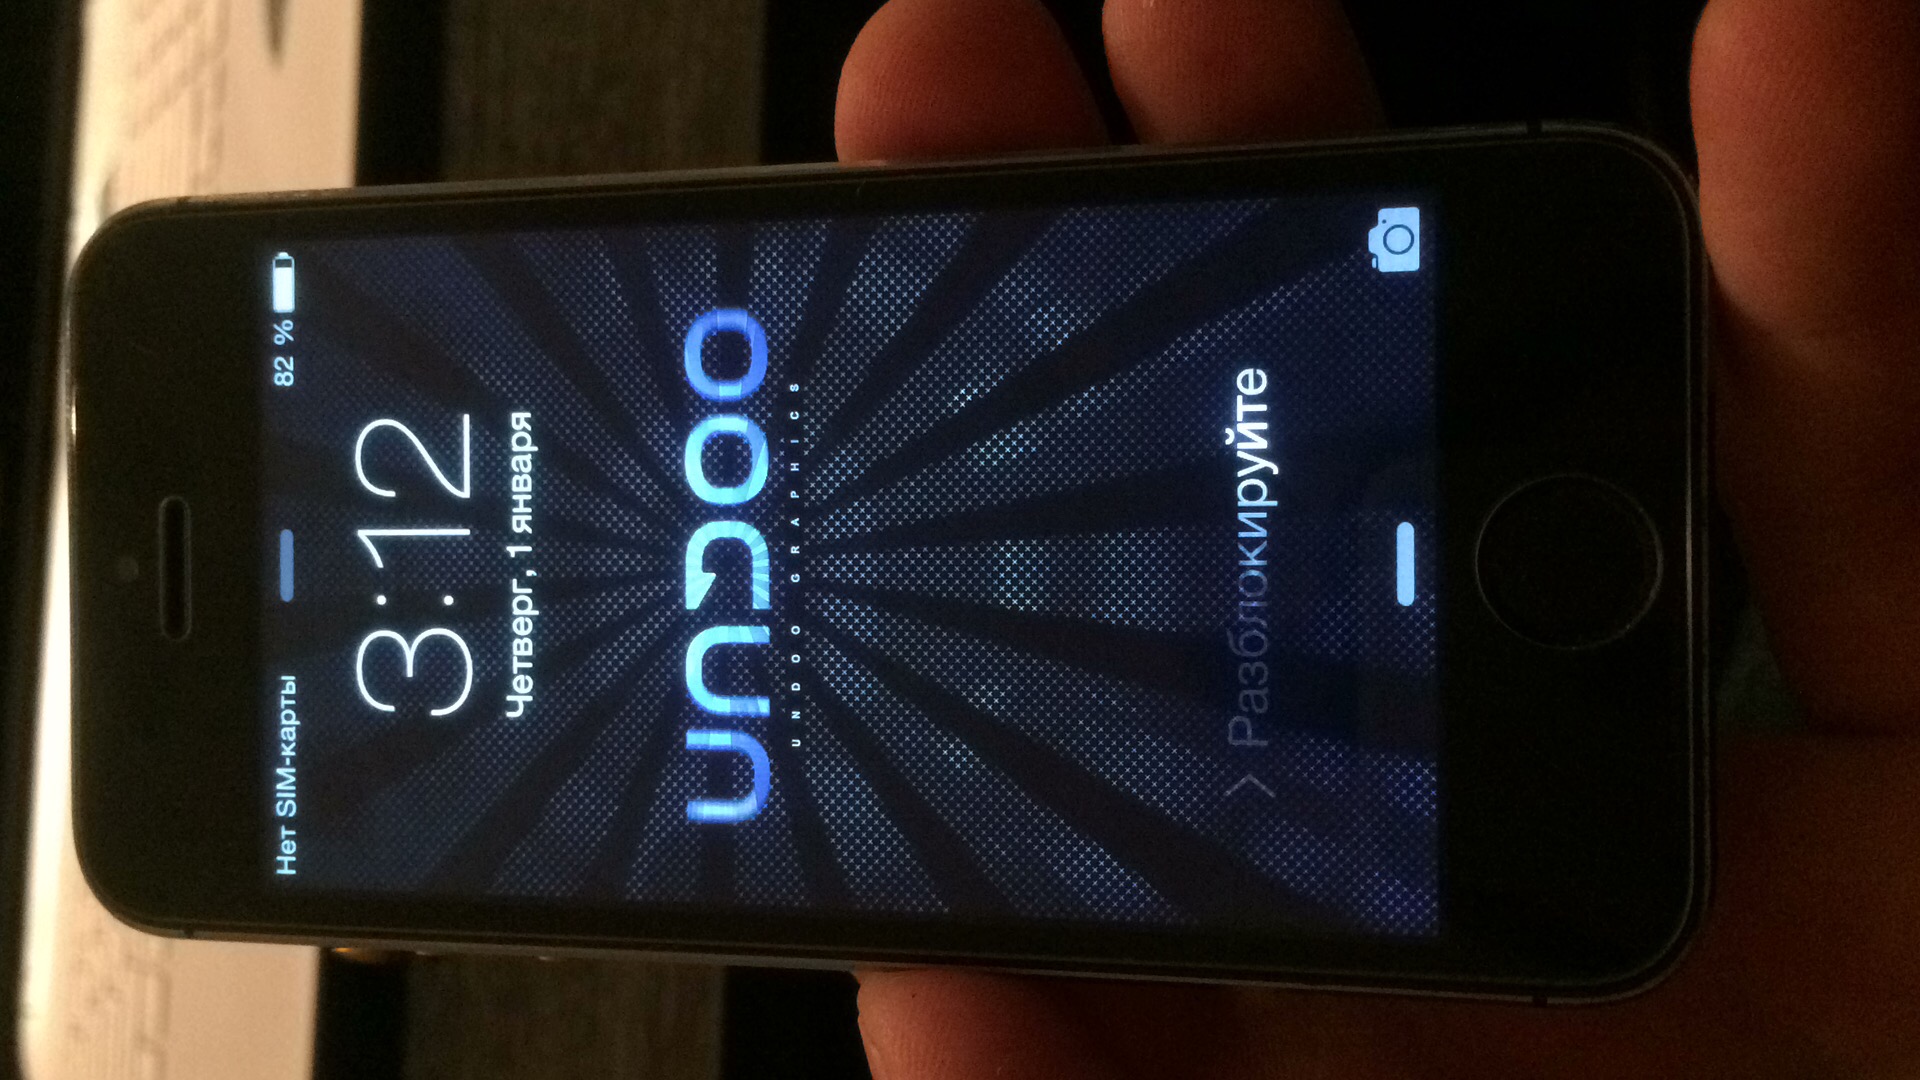 Нет SIM-карты 82 %
3:12
Четверг, 1 января
UNDOO
UNDOO GRAPHICS
Разблокируйте